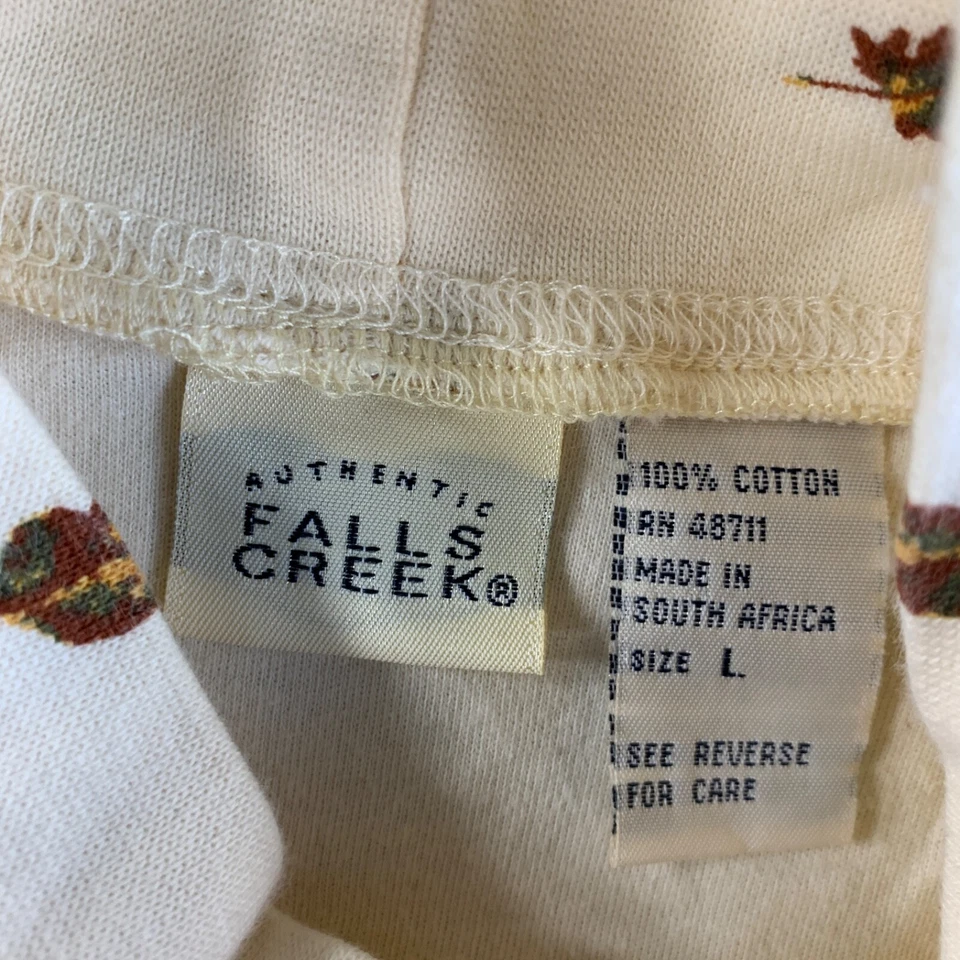 AUTHENTIC
FALLS
CREEK®
100% COTTON
RN 48711
MADE IN
SOUTH AFRICA
SIZE L
SEE REVERSE
FOR CARE